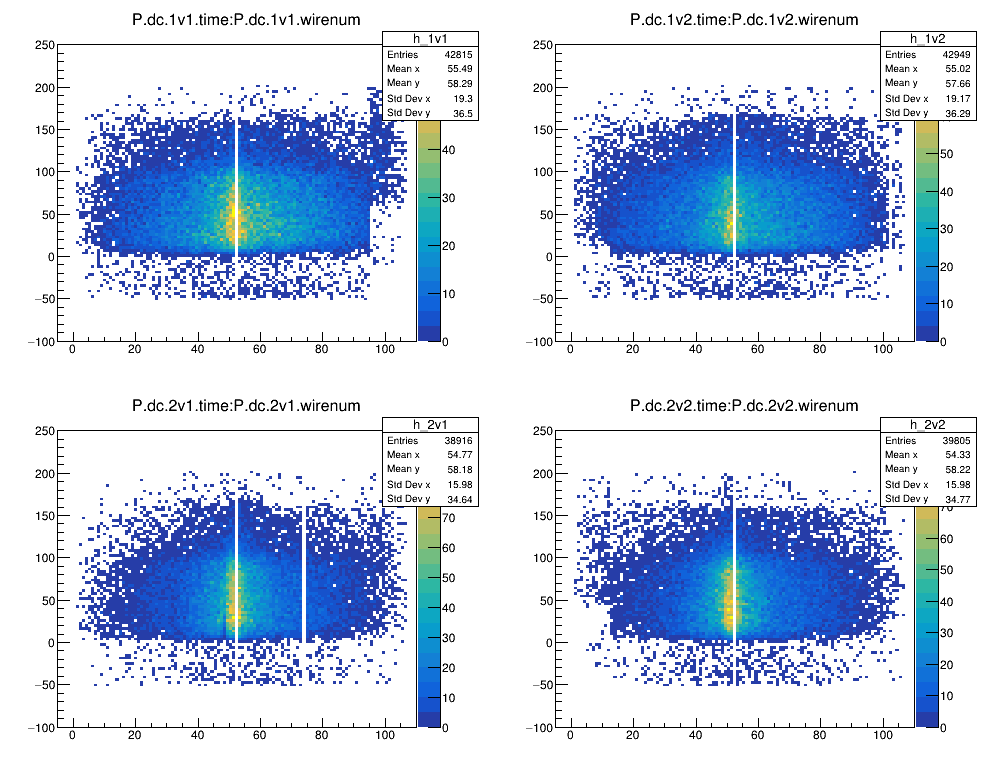 P.dc.1v1.time:P.dc.1v1.wirenum
h_1v1
Entries 42815
Mean x 55.49
Mean y 58.29
Std Dev x 19.3
Std Dev y 36.5
250
200
150
100
50
0
−50
−100
0 20 40 60 80 100
40
30
20
10
0
P.dc.1v2.time:P.dc.1v2.wirenum
h_1v2
Entries 42949
Mean x 55.02
Mean y 57.66
Std Dev x 19.17
Std Dev y 36.29
250
200
150
100
50
0
−50
−100
0 20 40 60 80 100
50
40
30
20
10
0
P.dc.2v1.time:P.dc.2v1.wirenum
h_2v1
Entries 38916
Mean x 54.77
Mean y 58.18
Std Dev x 15.98
Std Dev y 34.64
250
200
150
100
50
0
−50
−100
0 20 40 60 80 100
70
60
50
40
30
20
10
0
P.dc.2v2.time:P.dc.2v2.wirenum
h_2v2
Entries 39805
Mean x 54.33
Mean y 58.22
Std Dev x 15.98
Std Dev y 34.77
250
200
150
100
50
0
−50
−100
0 20 40 60 80 100
70
60
50
40
30
20
10
0